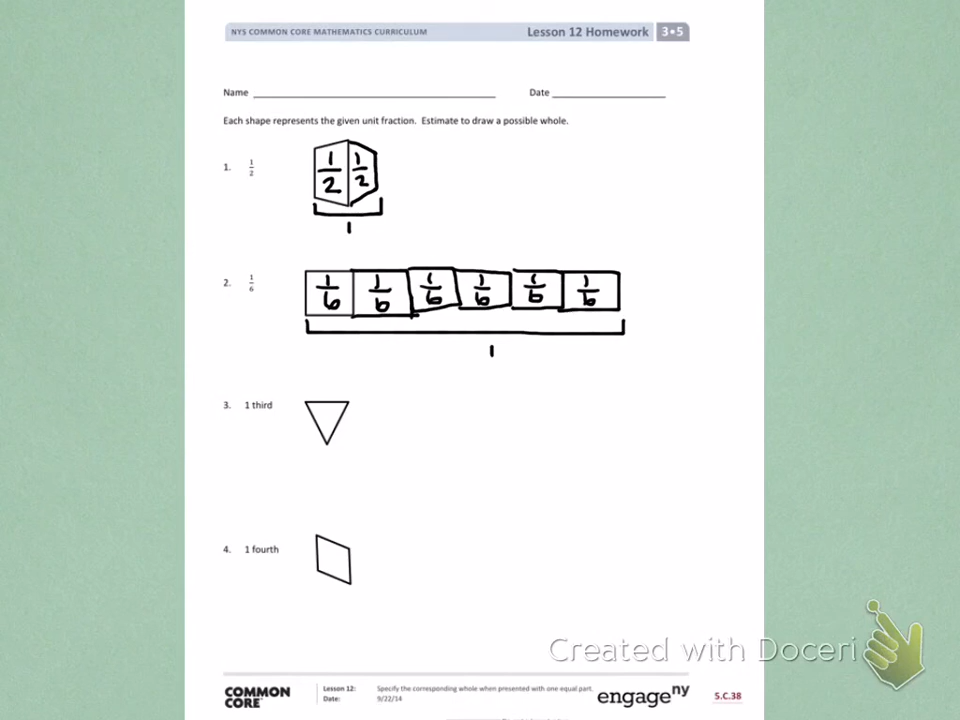 NYS COMMON CORE MATHEMATICS CURRICULUM Lesson 12 Homework 3•5
Name ________ Date ________
Each shape represents the given unit fraction. Estimate to draw a possible whole.
1. 1/2 1/2 1/2
1
2. 1/6 1/6 1/6 1/6 1/6 1/6 1/6
1
3. 1 third
4. 1 fourth
Created with Doceri
COMMON CORE Lesson 12: Specify the corresponding whole when presented with one equal part.
Date: 9/22/14
engageny 5.C.38